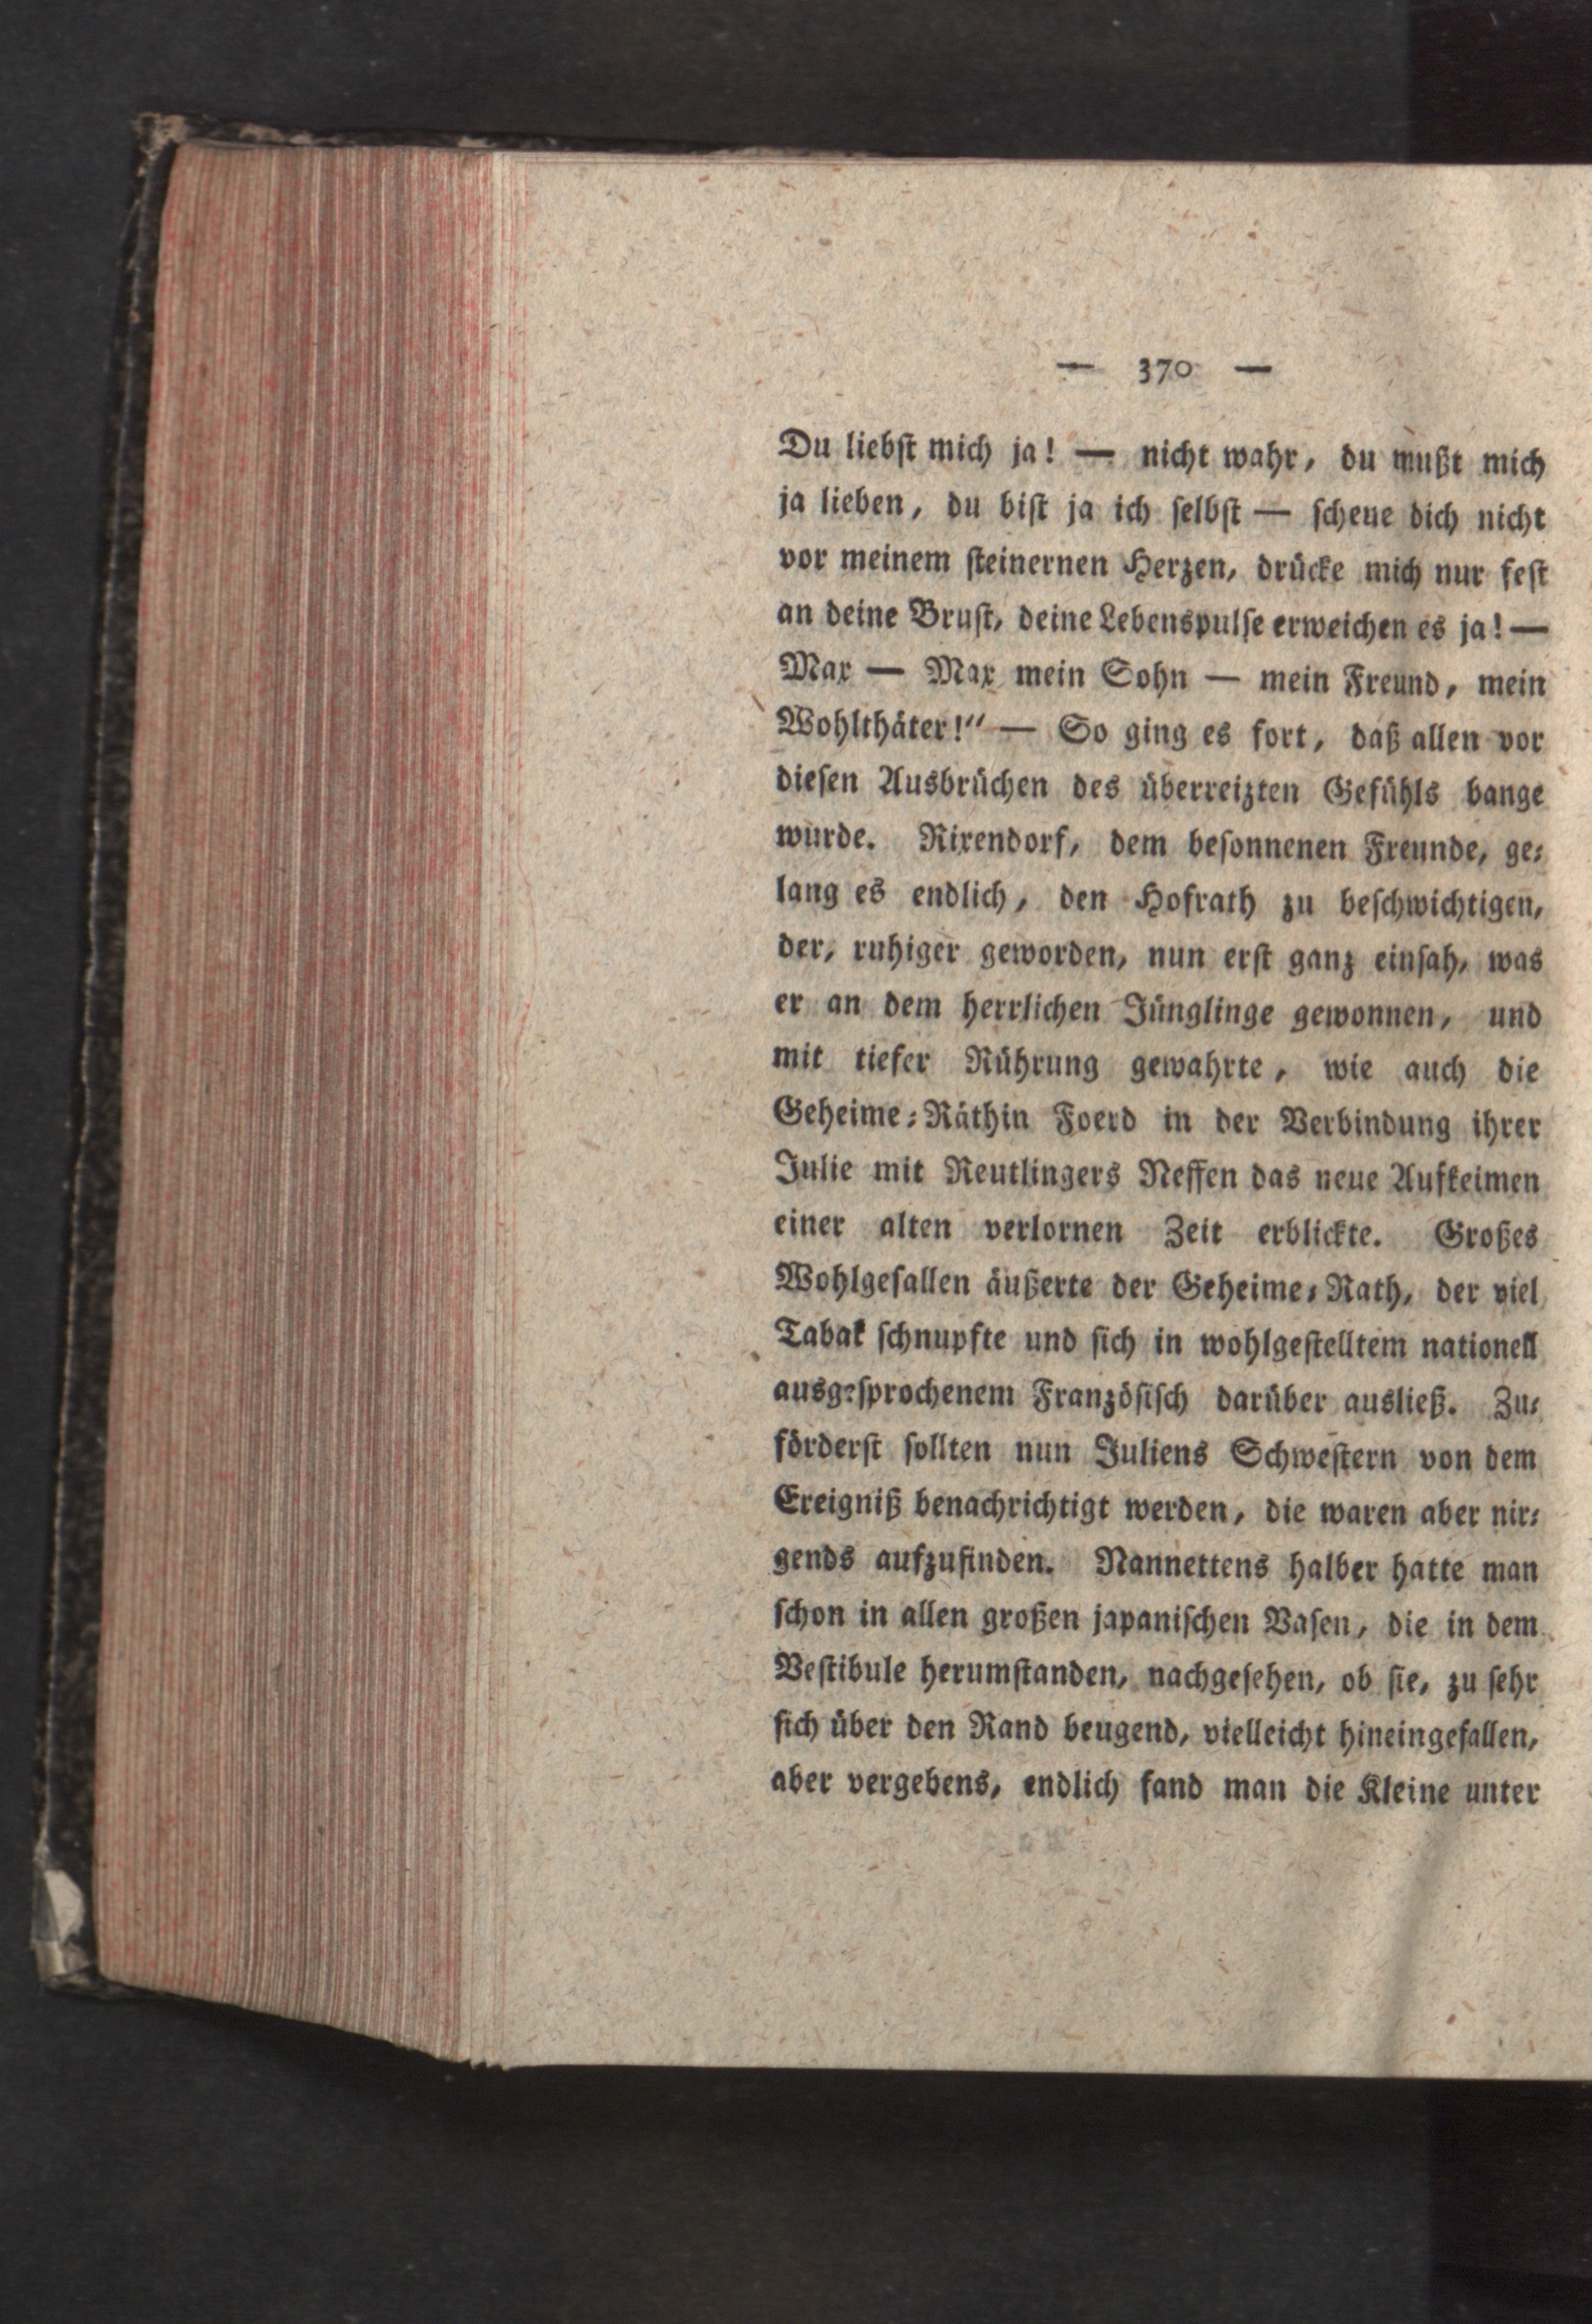 — 370 —
Du liebſt mich ja! — nicht wahr, du mußt mich
ja lieben, du biſt ja ich ſelbſt — ſcheue dich nicht
vor meinem ſteinernen Herzen, drücke mich nur feſt
an deine Bruſt, deine Lebenspulſe erweichen es ja! —
Max — Max mein Sohn — mein Freund, mein
Wohlthäter!“ — So ging es fort, daß allen vor
dieſen Ausbrüchen des überreizten Gefühls bange
wurde. Rixendorf, dem beſonnenen Freunde, ge⸗
lang es endlich, den Hofrath zu beſchwichtigen,
der, ruhiger geworden, nun erſt ganz einſah, was
er an dem herrlichen Jünglinge gewonnen, und
mit tiefer Rührung gewahrte, wie auch die
Geheime⸗Räthin Foerd in der Verbindung ihrer
Julie mit Reutlingers Neffen das neue Aufkeimen
einer alten verlornen Zeit erblickte. Großes
Wohlgefallen äußerte der Geheime⸗Rath, der viel
Tabak ſchnupfte und ſich in wohlgeſtelltem nationell
ausgeſprochenem Franzöſiſch darüber ausließ. Zu⸗
förderſt ſollten nun Juliens Schweſtern von dem
Ereigniß benachrichtigt werden, die waren aber nir⸗
gends aufzufinden. Nannettens halber hatte man
ſchon in allen großen japaniſchen Vaſen, die in dem
Veſtibule herumſtanden, nachgeſehen, ob ſie, zu ſehr
ſich über den Rand beugend, vielleicht hineingefallen,
aber vergebens, endlich fand man die Kleine unter